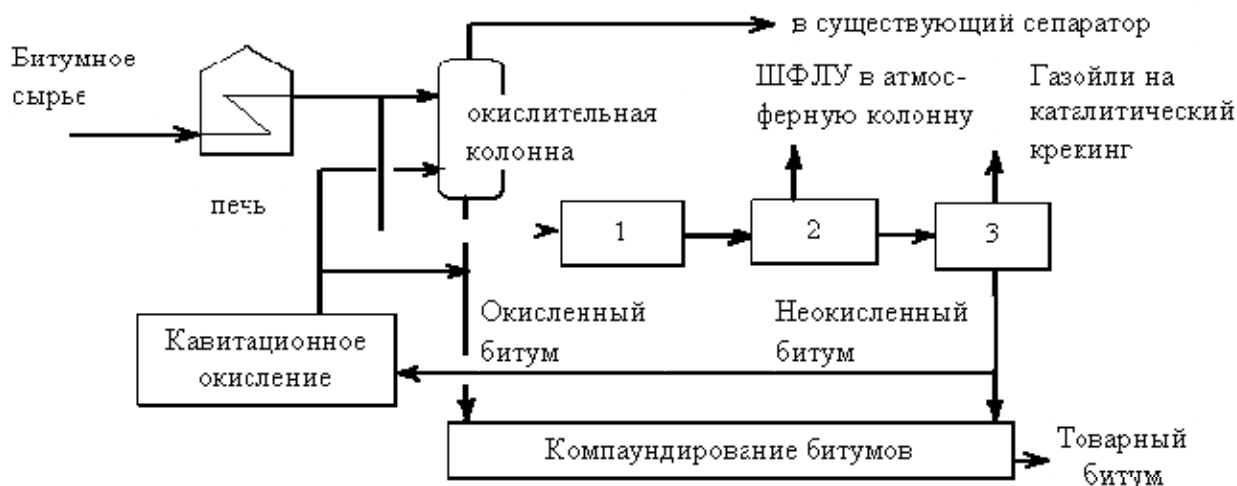 в существующий сепаратор
Битумное
сырье
ШФЛУ в атмос-
ферную колонну
Газойли на
каталитический
крекинг
окислительная
колонна
печь
1
2
3
Окисленный
битум
Неокисленный
битум
Кавитационное
окисление
Компаундирование битумов
Товарный
битум